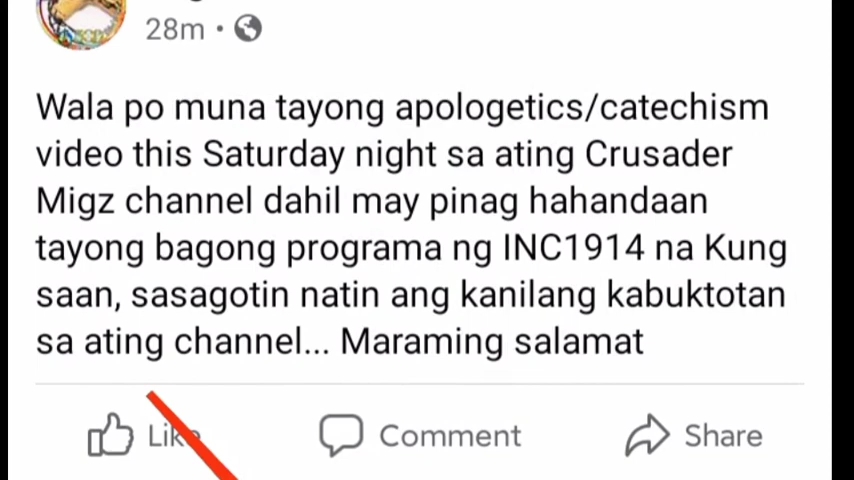 28m
Wala po muna tayong apologetics/catechism
video this Saturday night sa ating Crusader
Migz channel dahil may pinag hahandaan
tayong bagong programa ng INC1914 na Kung
saan, sasagotin natin ang kanilang kabuktotan
sa ating channel... Maraming salamat
Like Comment Share